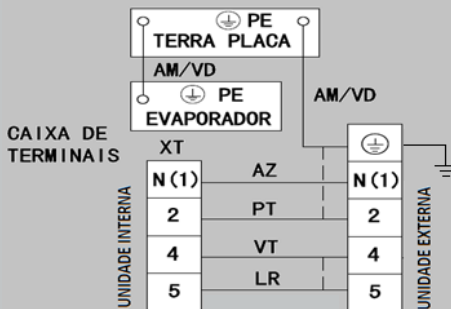 PE
TERRA PLACA
AM/VD
PE
EVAPORADOR
AM/VD
CAIXA DE
TERMINAIS
XT
UNIDADE INTERNA
N(1)
AZ
N(1)
2
PT
2
4
VT
4
5
LR
5
UNIDADE EXTERNA